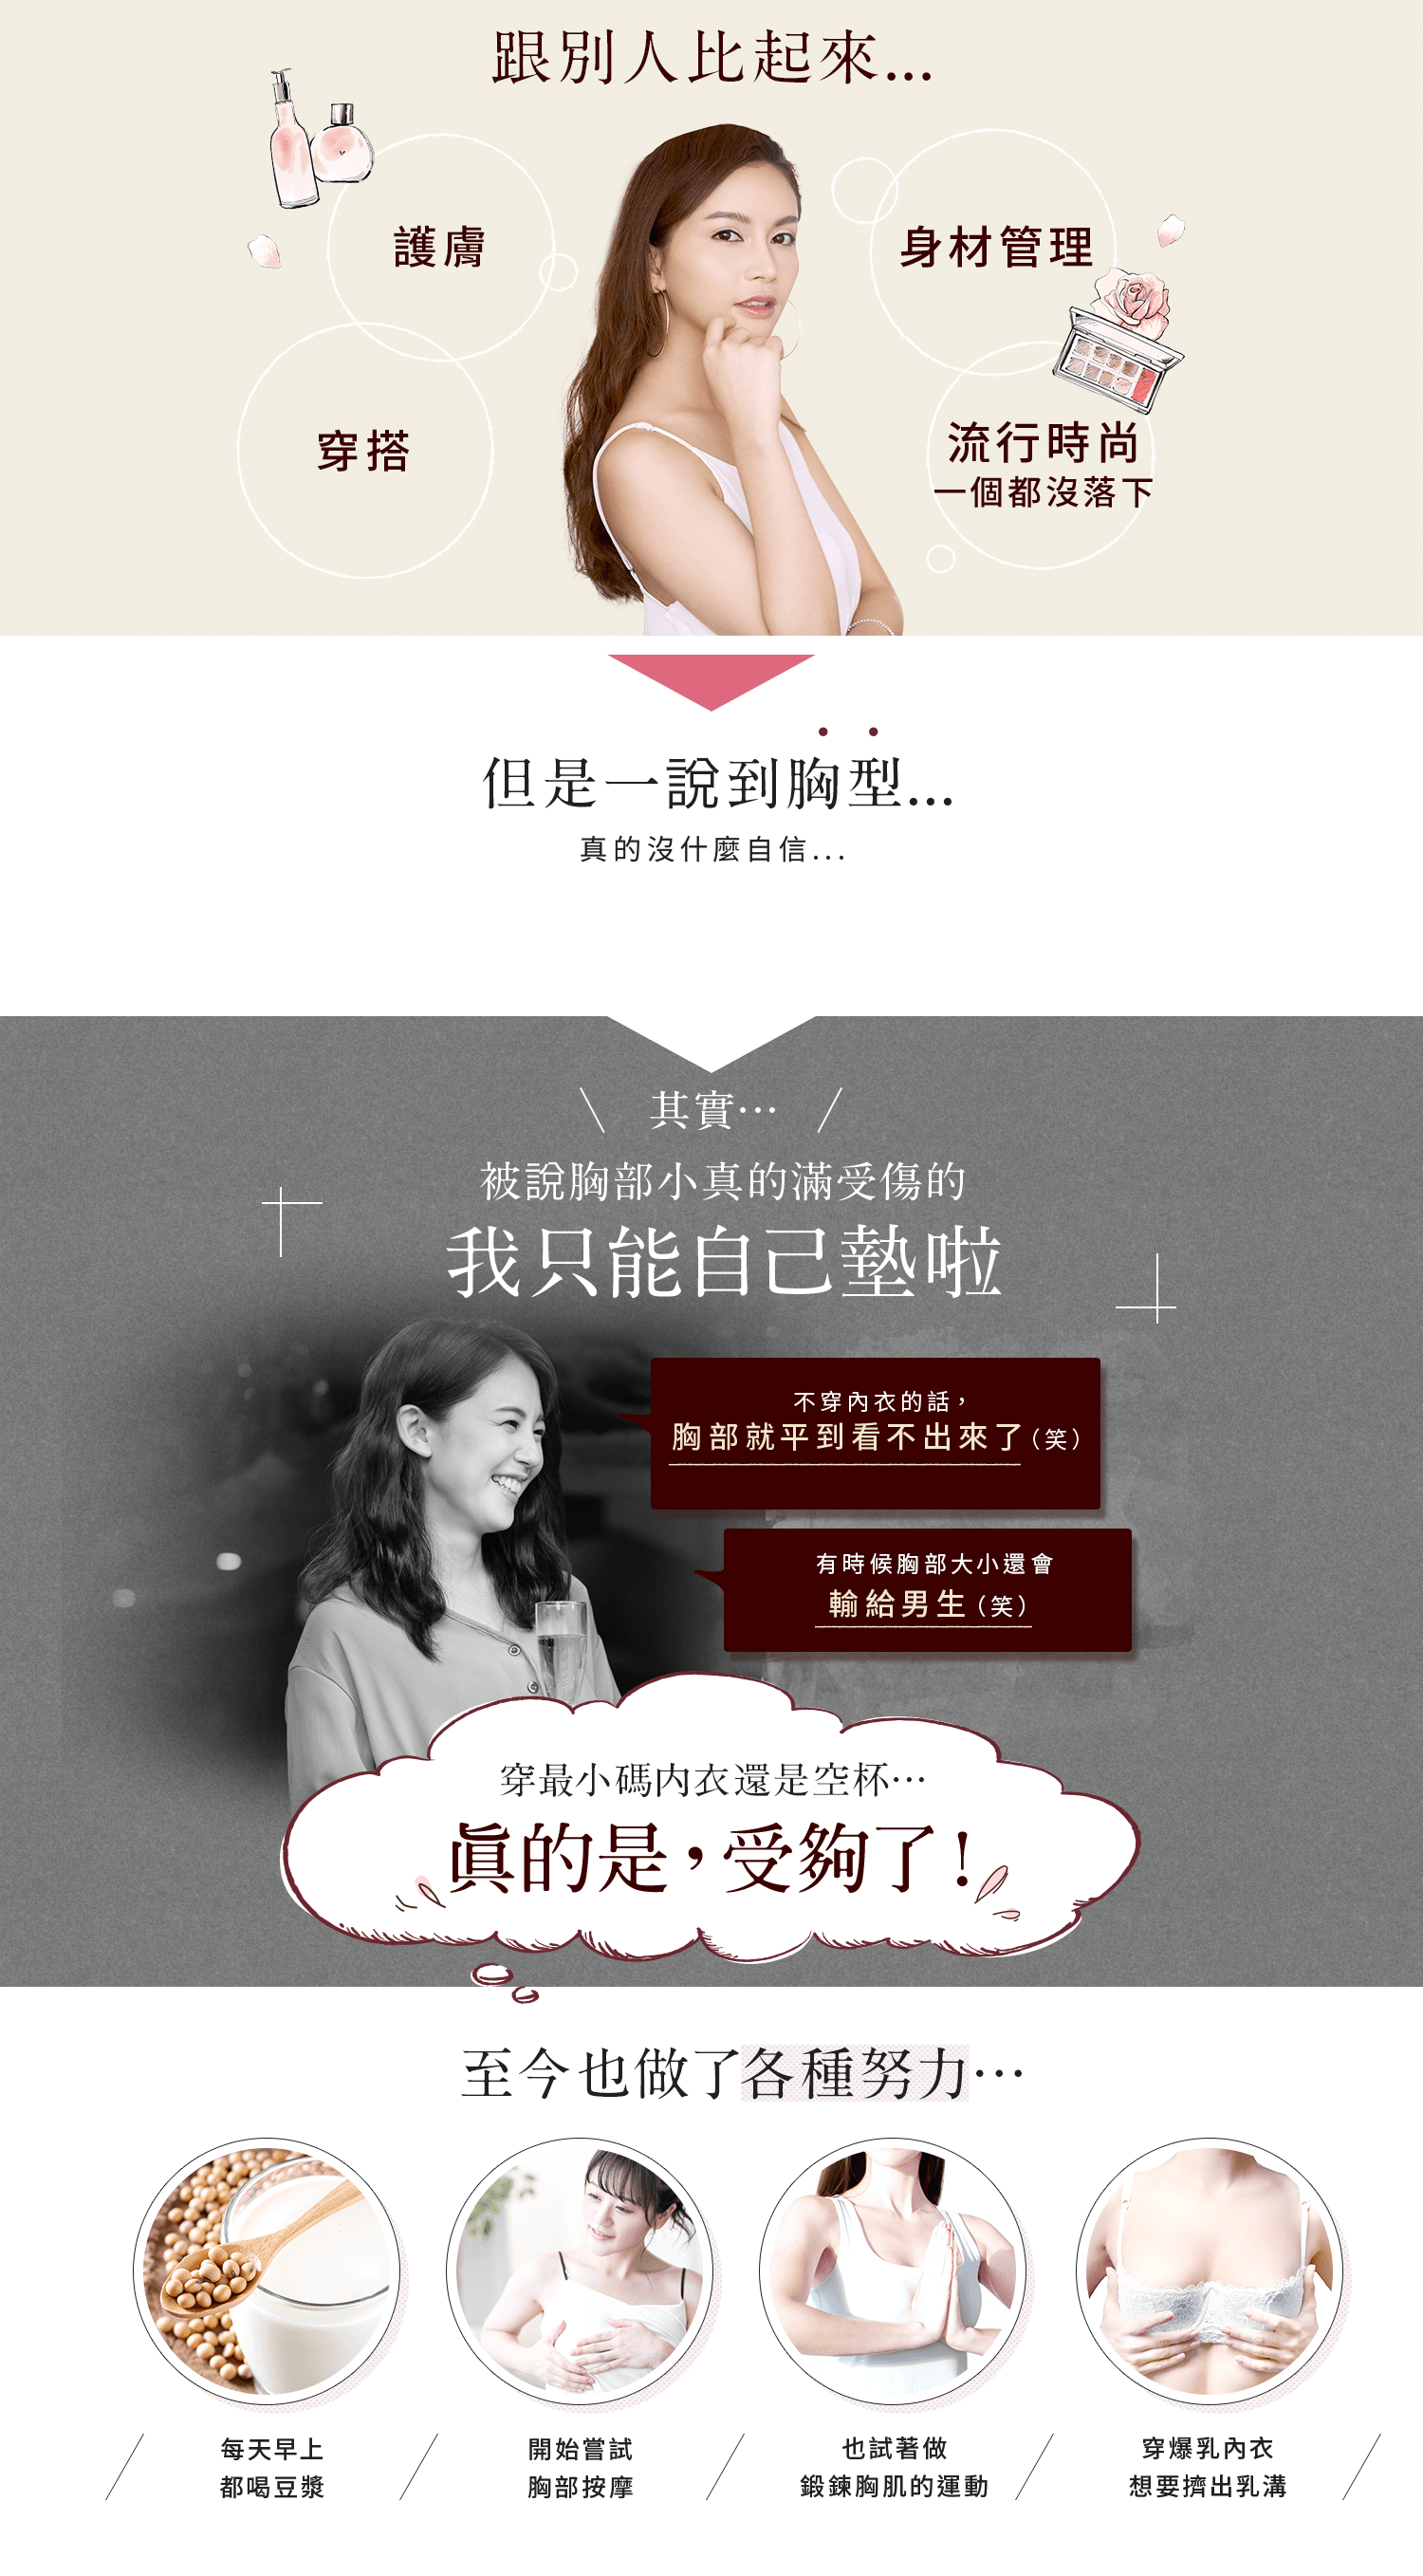 跟別人比起來...
護膚
身材管理
穿搭
流行時尚
一個都沒落下
但是一說到胸型...
真的沒什麼自信...
其實…
被說胸部小真的滿受傷的
我只能自己墊啦
不穿內衣的話，
胸部就平到看不出來了（笑）
有時候胸部大小還會
輸給男生（笑）
穿最小碼內衣還是空杯…
眞的是，受夠了！
至今也做了各種努力…
每天早上
都喝豆漿
開始嘗試
胸部按摩
也試著做
鍛鍊胸肌的運動
穿爆乳內衣
想要擠出乳溝